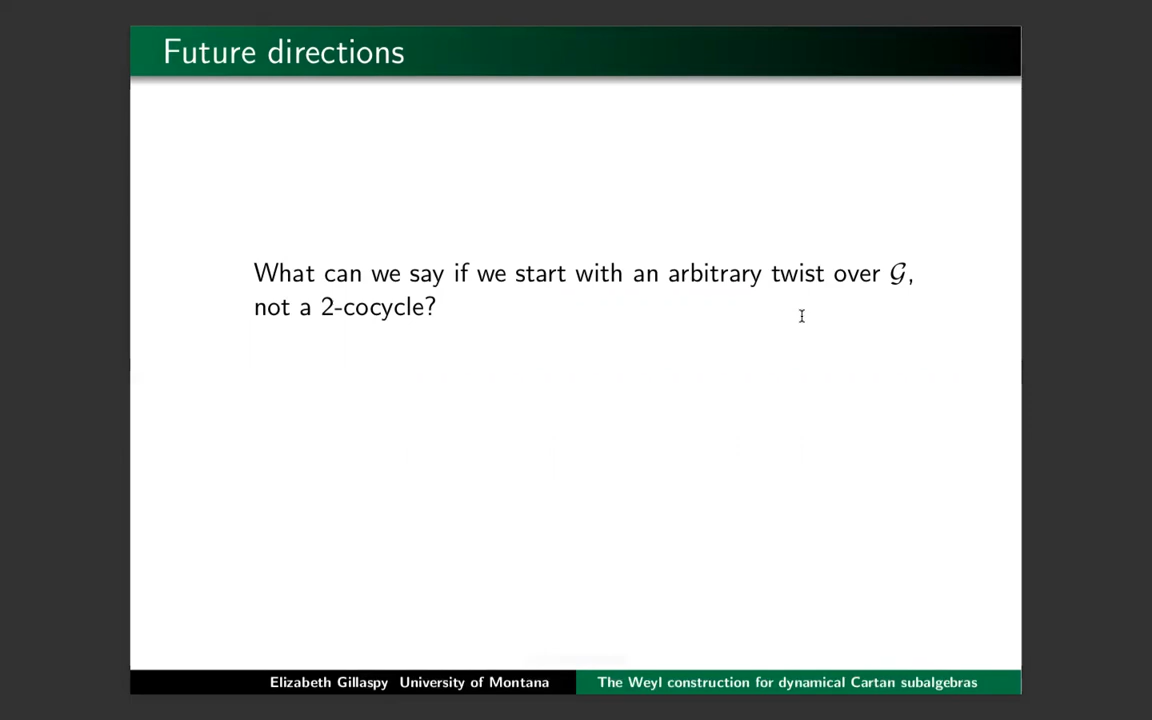 Future directions
What can we say if we start with an arbitrary twist over 𝒢,
not a 2-cocycle?
Elizabeth Gillaspy University of Montana
The Weyl construction for dynamical Cartan subalgebras